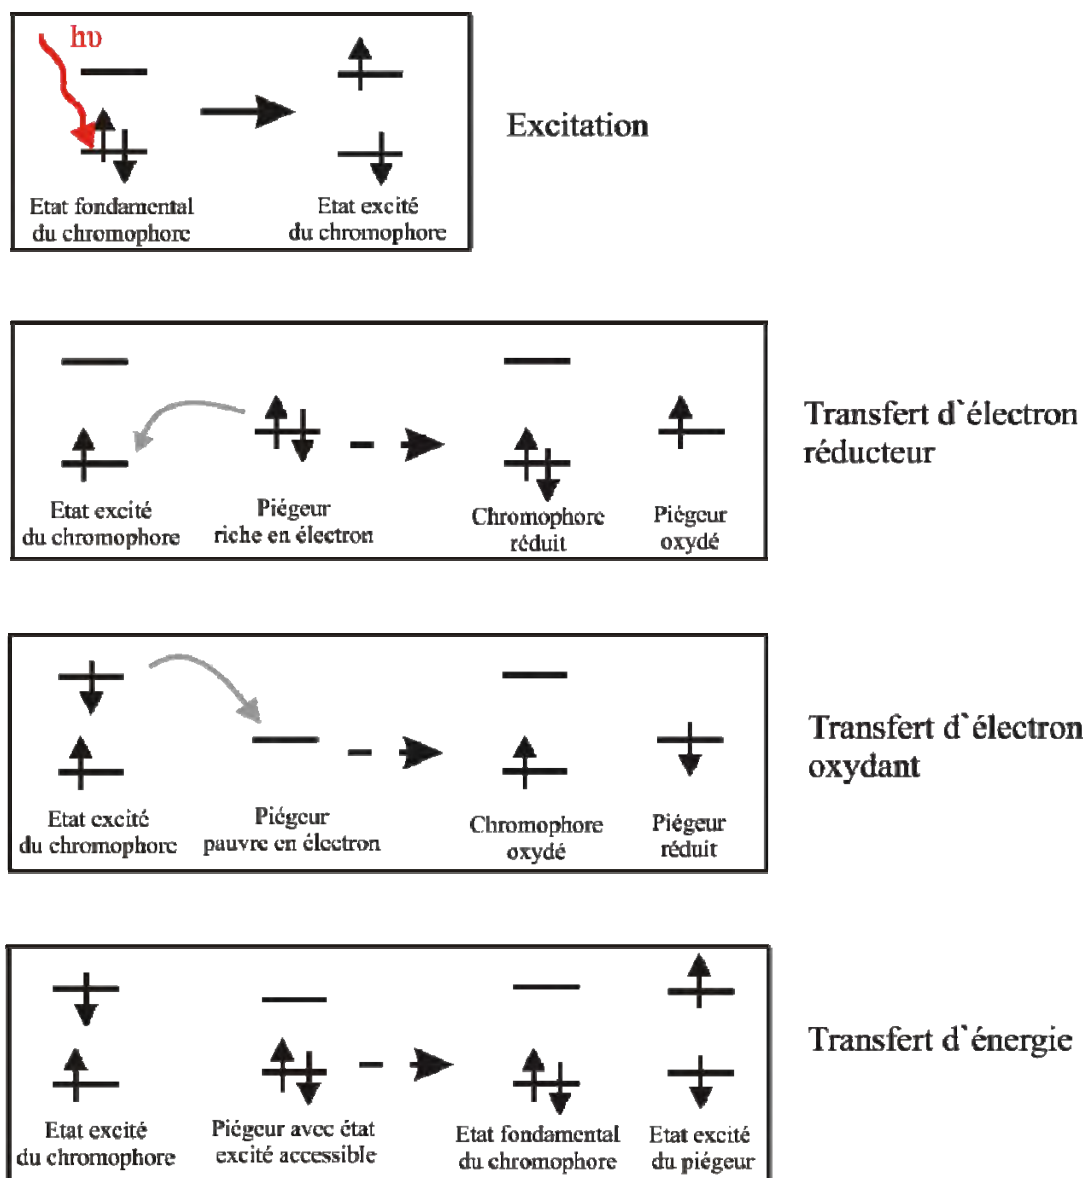 hυ
Etat fondamental
du chromophore
Etat excité
du chromophore
Excitation
Etat excité
du chromophore
Piégeur
riche en électron
Chromophore
réduit
Piégeur
oxydé
Transfert d`électron
réducteur
Etat excité
du chromophore
Piégeur
pauvre en électron
Chromophore
oxydé
Piégeur
réduit
Transfert d`électron
oxydant
Etat excité
du chromophore
Piégeur avec état
excité accessible
Etat fondamental
du chromophore
Etat excité
du piégeur
Transfert d`énergie